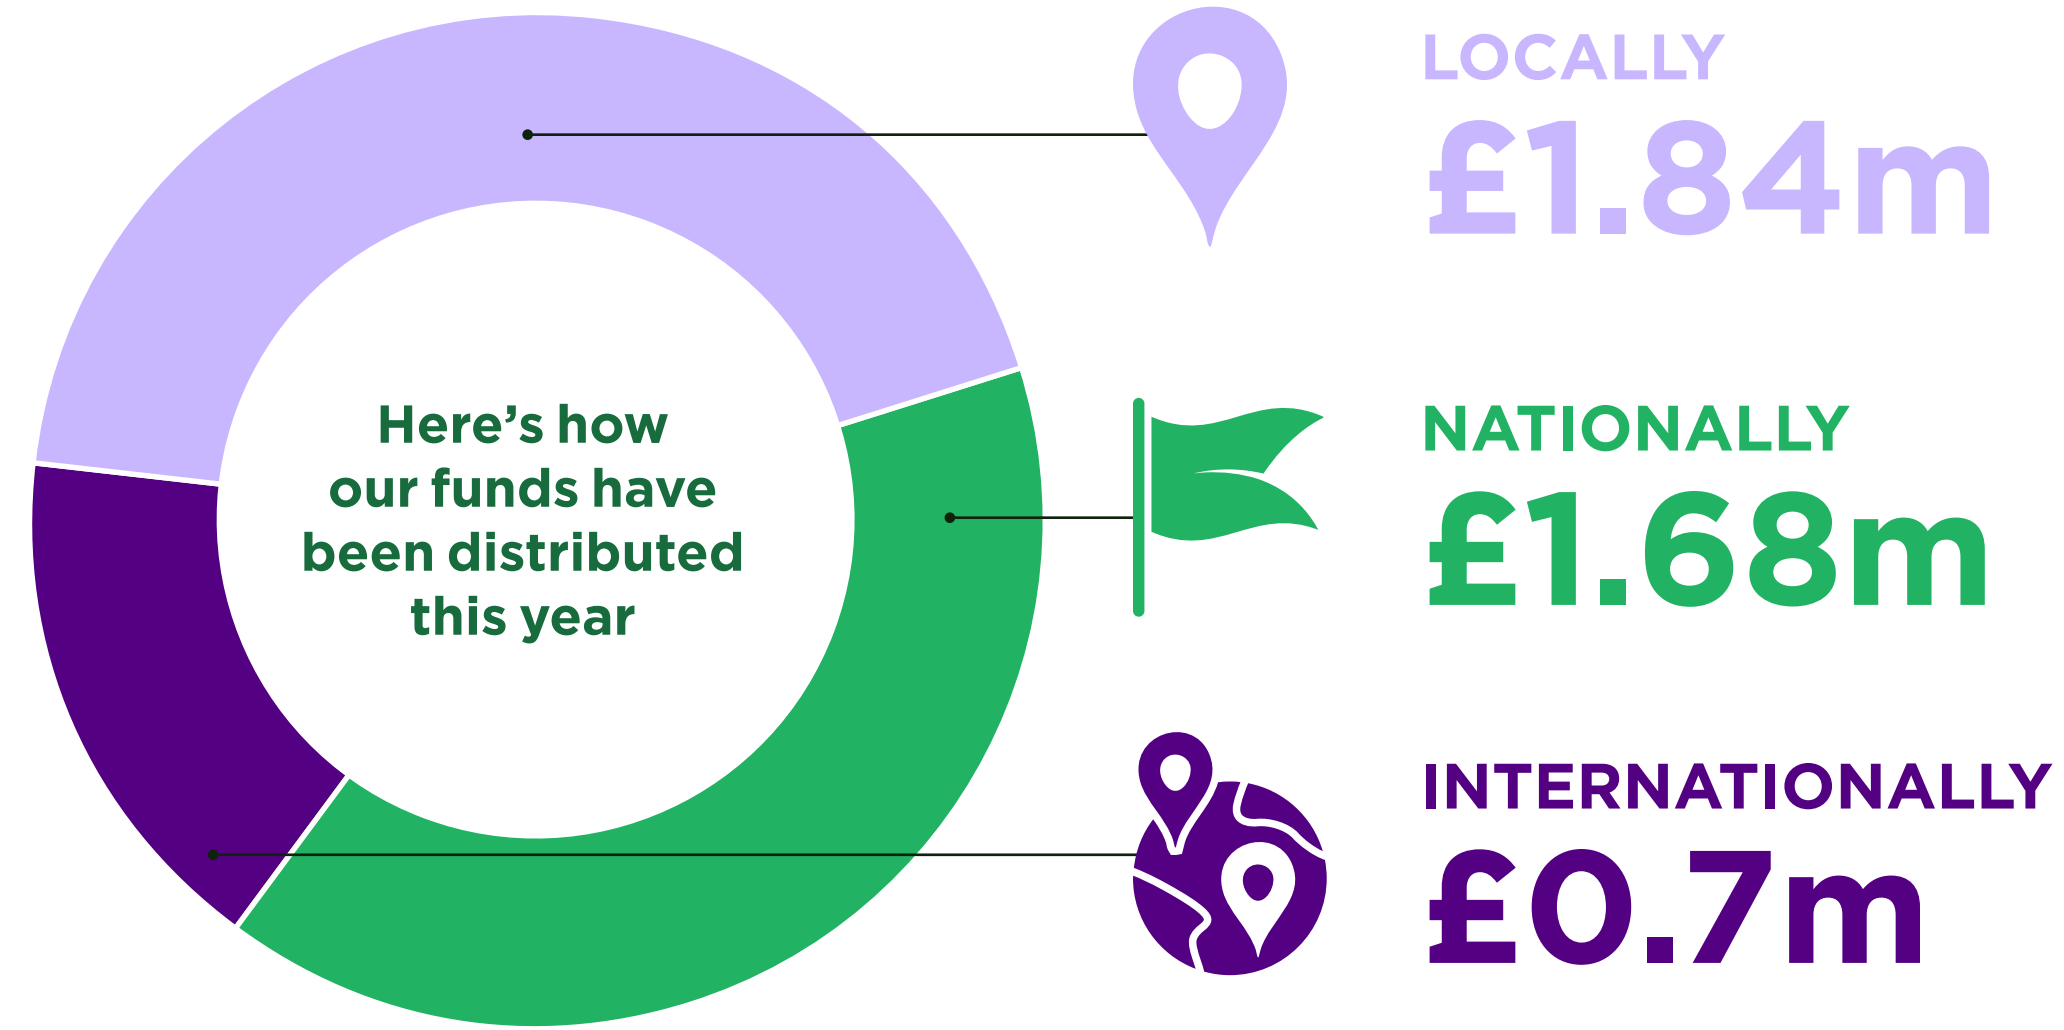 Here’s how
our funds have
been distributed
this year
LOCALLY
£1.84m
NATIONALLY
£1.68m
INTERNATIONALLY
£0.7m